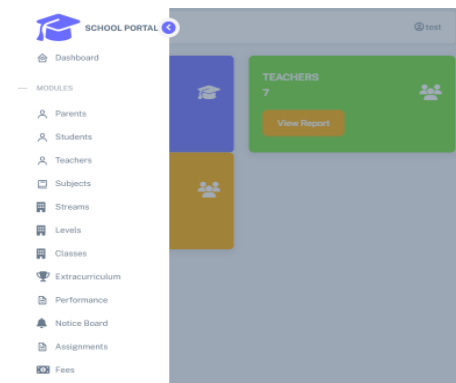 SCHOOL PORTAL
test
Dashboard
MODULES
Parents
Students
Teachers
Subjects
Streams
Levels
Classes
Extracurriculum
Performance
Notice Board
Assignments
Fees
TEACHERS
7
View Report